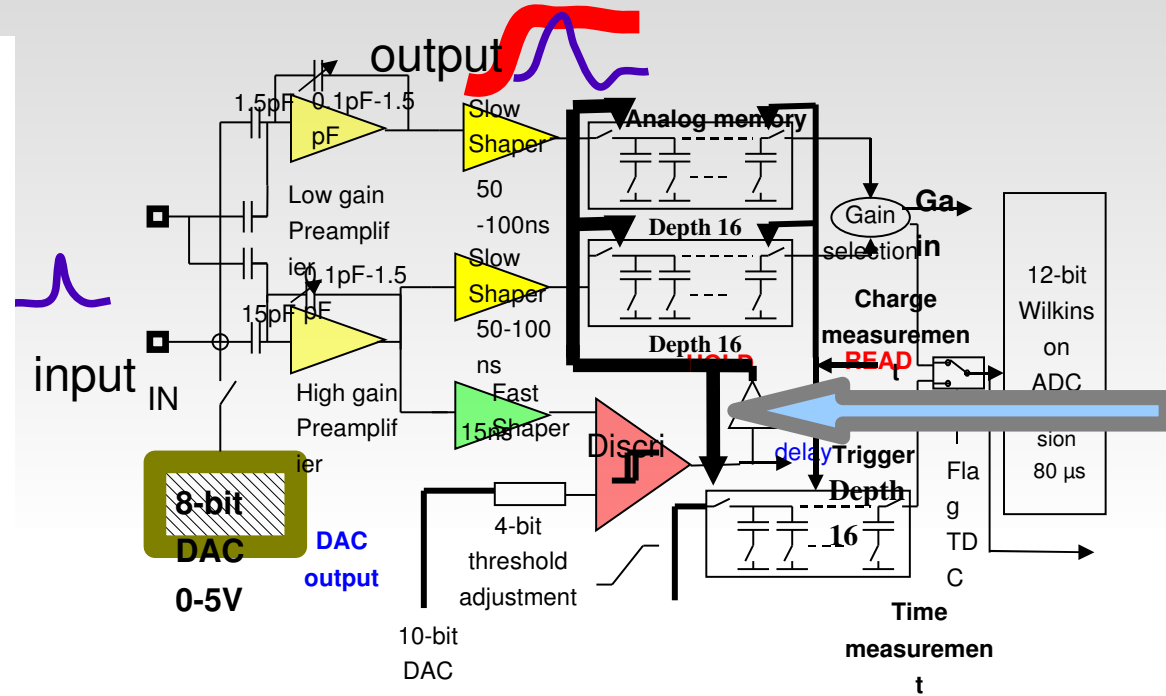 output
1.5pF
0.1pF-1.5
pF
Slow
Shaper
50
-100ns
Analog memory
Depth 16
Low gain
Preamplif
ier
Gain
selection
Ga
in
0.1pF-1.5
pF
15pF
Slow
Shaper
50-100
ns
Depth 16
HOLD
Charge
measuremen
t
READ
12-bit
Wilkins
on
ADC
sion
80 µs
input
IN
High gain
Preamplif
ier
Fast
Shaper
15ns
Discri
delay
Trigger
Depth
16
Fla
g
TD
C
8-bit
DAC
0-5V
DAC
output
4-bit
threshold
adjustment
10-bit
DAC
Time
measuremen
t